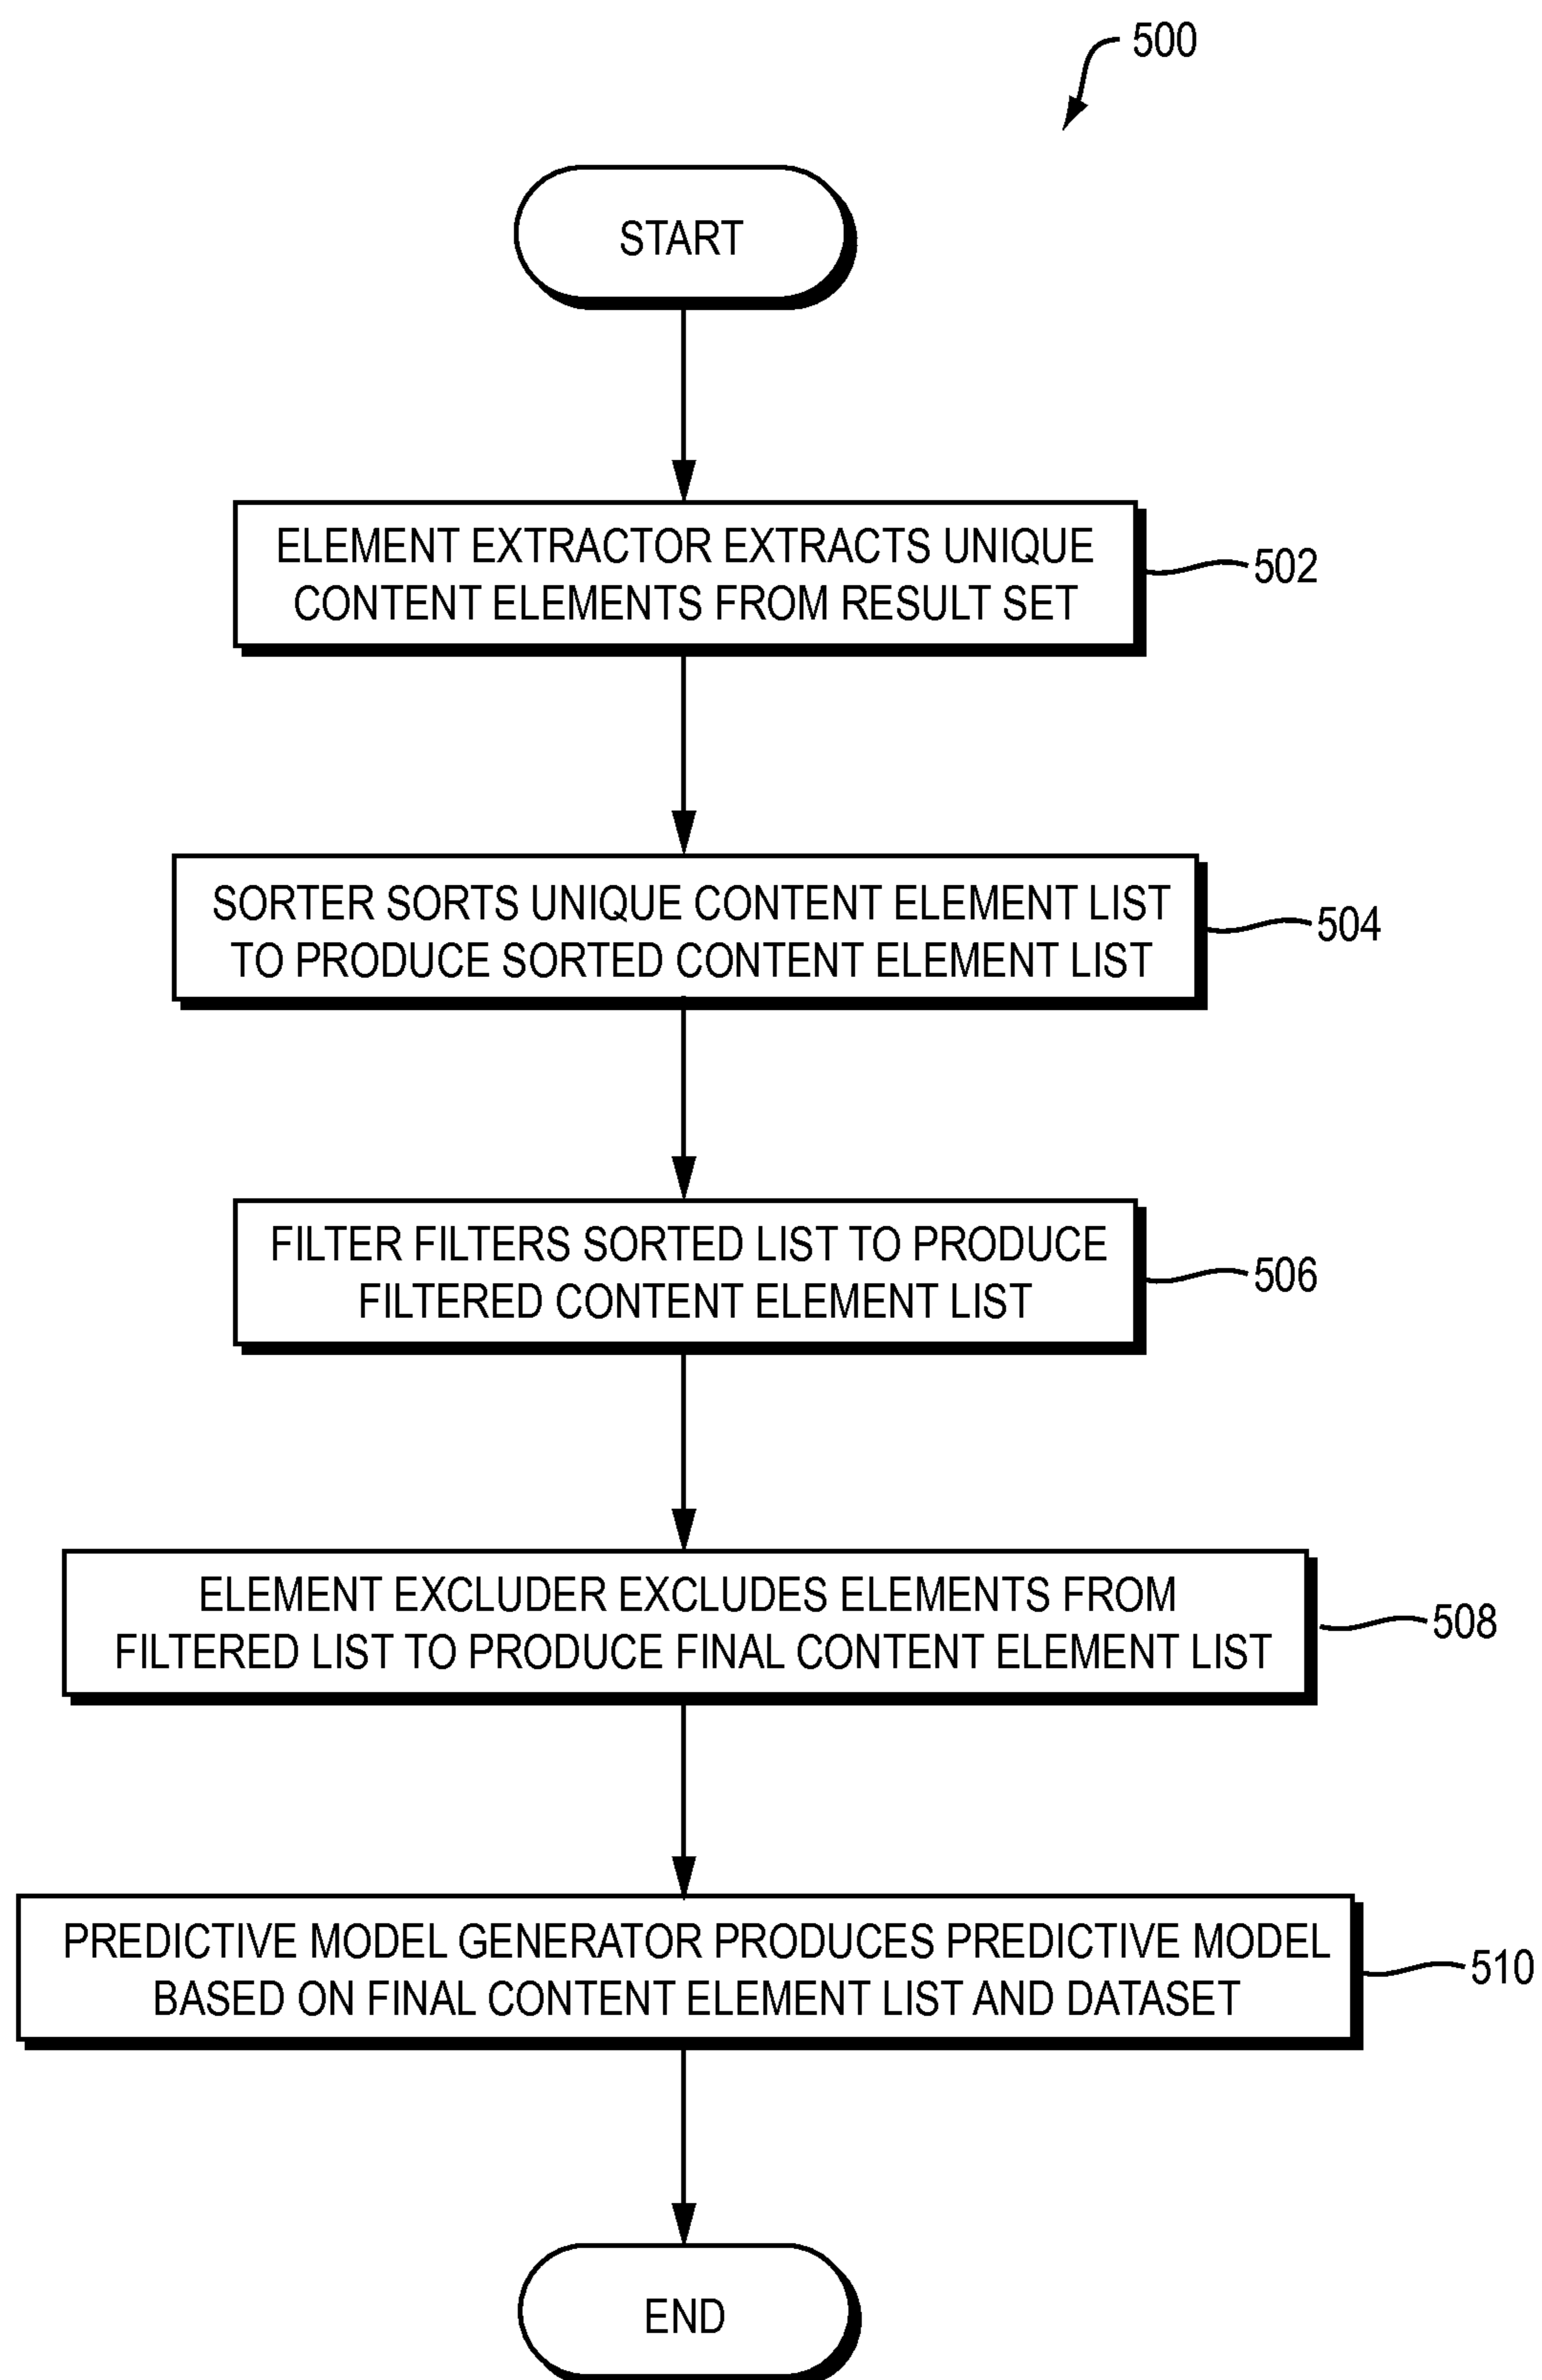 500
START
ELEMENT EXTRACTOR EXTRACTS UNIQUE
CONTENT ELEMENTS FROM RESULT SET
502
SORTER SORTS UNIQUE CONTENT ELEMENT LIST
TO PRODUCE SORTED CONTENT ELEMENT LIST
504
FILTER FILTERS SORTED LIST TO PRODUCE
FILTERED CONTENT ELEMENT LIST
506
ELEMENT EXCLUDER EXCLUDES ELEMENTS FROM
FILTERED LIST TO PRODUCE FINAL CONTENT ELEMENT LIST
508
PREDICTIVE MODEL GENERATOR PRODUCES PREDICTIVE MODEL
BASED ON FINAL CONTENT ELEMENT LIST AND DATASET
510
END